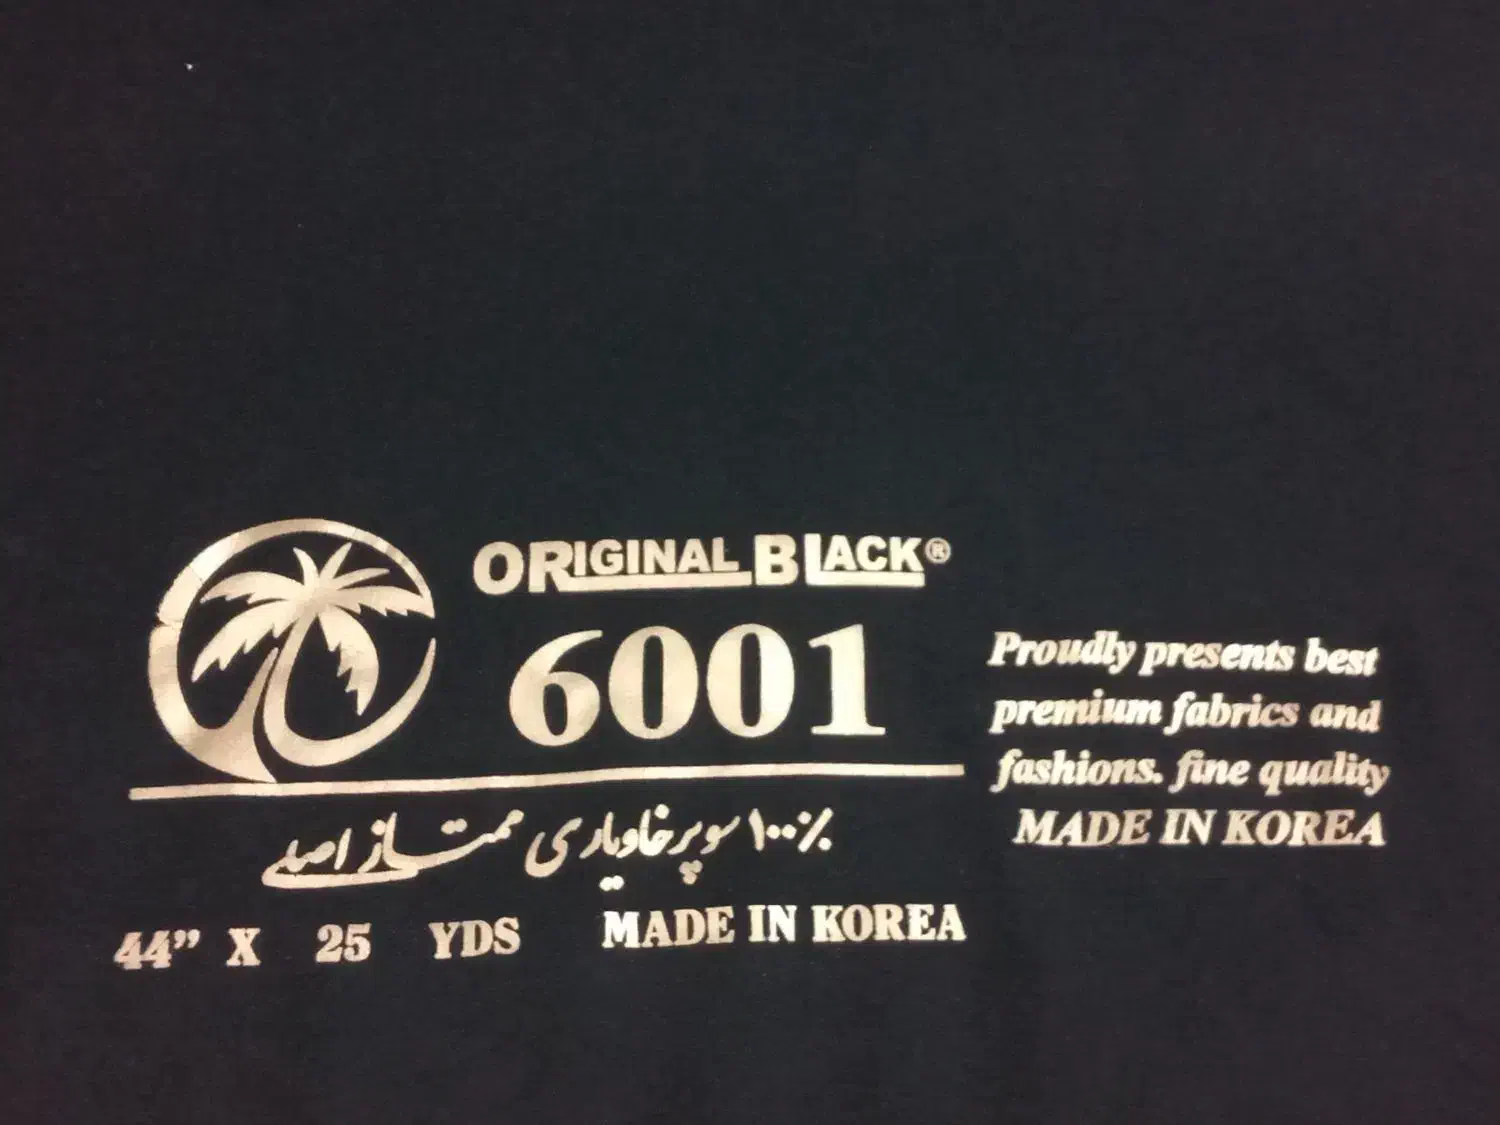 ORIGINAL BLACK®
6001
۱۰۰٪ سوپر خاویاری ممتاز اصلی
44” X 25 YDS MADE IN KOREA
Proudly presents best
premium fabrics and
fashions. fine quality
MADE IN KOREA